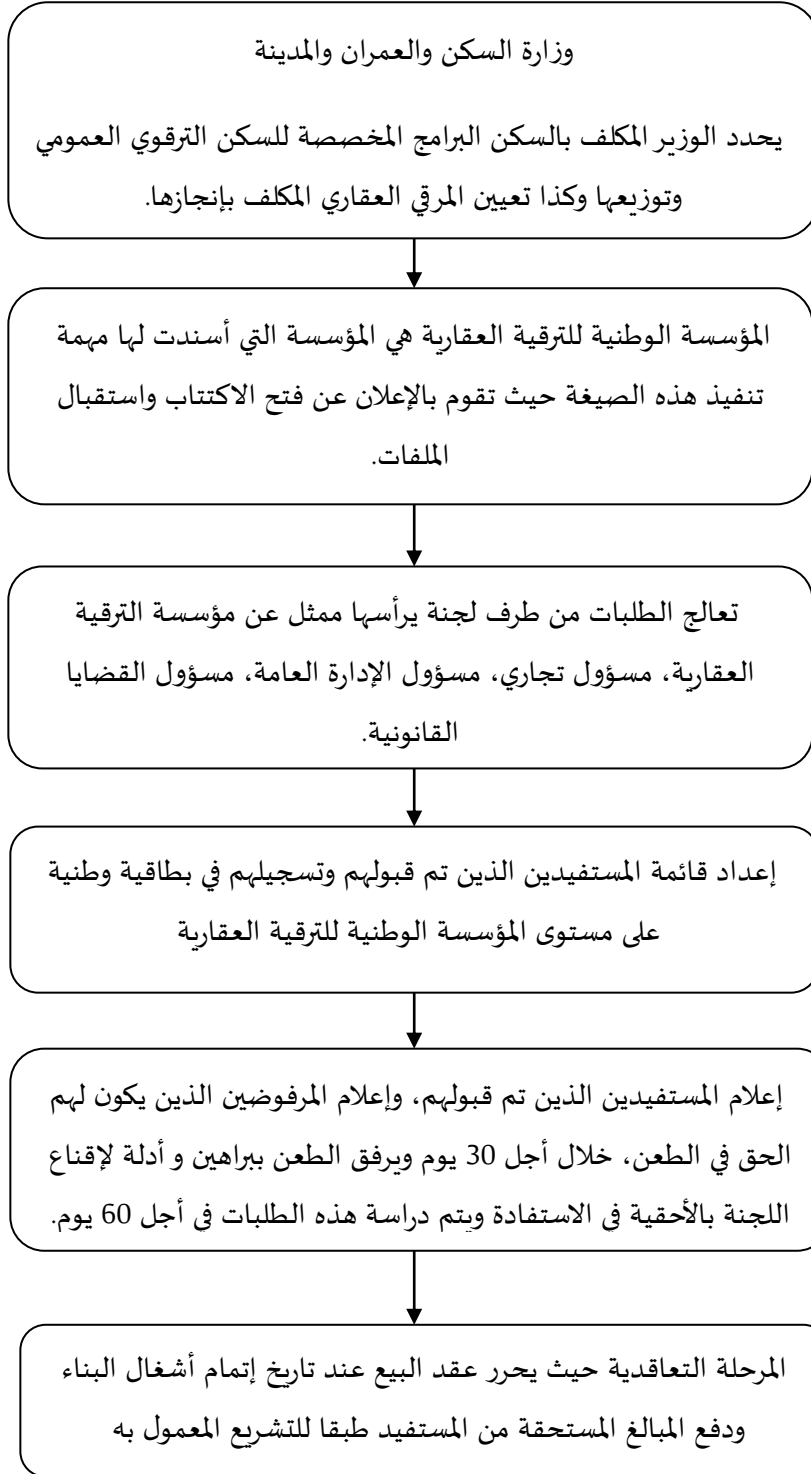 وزارة السكن والعمران والمدينة
يحدد الوزير المكلف بالسكن البرامج المخصصة للسكن الترقوي العمومي
وتوزيعها وكذا تعيين المرقي العقاري المكلف بإنجازها.
المؤسسة الوطنية للترقية العقارية هي المؤسسة التي أسندت لها مهمة
تنفيذ هذه الصيغة حيث تقوم بالإعلان عن فتح الاكتتاب واستقبال
الملفات.
تعالج الطلبات من طرف لجنة يرأسها ممثل عن مؤسسة الترقية
العقارية، مسؤول تجاري، مسؤول الإدارة العامة، مسؤول القضايا
القانونية.
إعداد قائمة المستفيدين الذين تم قبولهم وتسجيلهم في بطاقية وطنية
على مستوى المؤسسة الوطنية للترقية العقارية
إعلام المستفيدين الذين تم قبولهم، وإعلام المرفوضين الذين يكون لهم
الحق في الطعن، خلال أجل 30 يوم ويرفق الطعن ببراهين و أدلة لإقناع
اللجنة بالأحقية في الاستفادة ويتم دراسة هذه الطلبات في أجل 60 يوم.
المرحلة التعاقدية حيث يحرر عقد البيع عند تاريخ إتمام أشغال البناء
ودفع المبالغ المستحقة من المستفيد طبقا للتشريع المعمول به